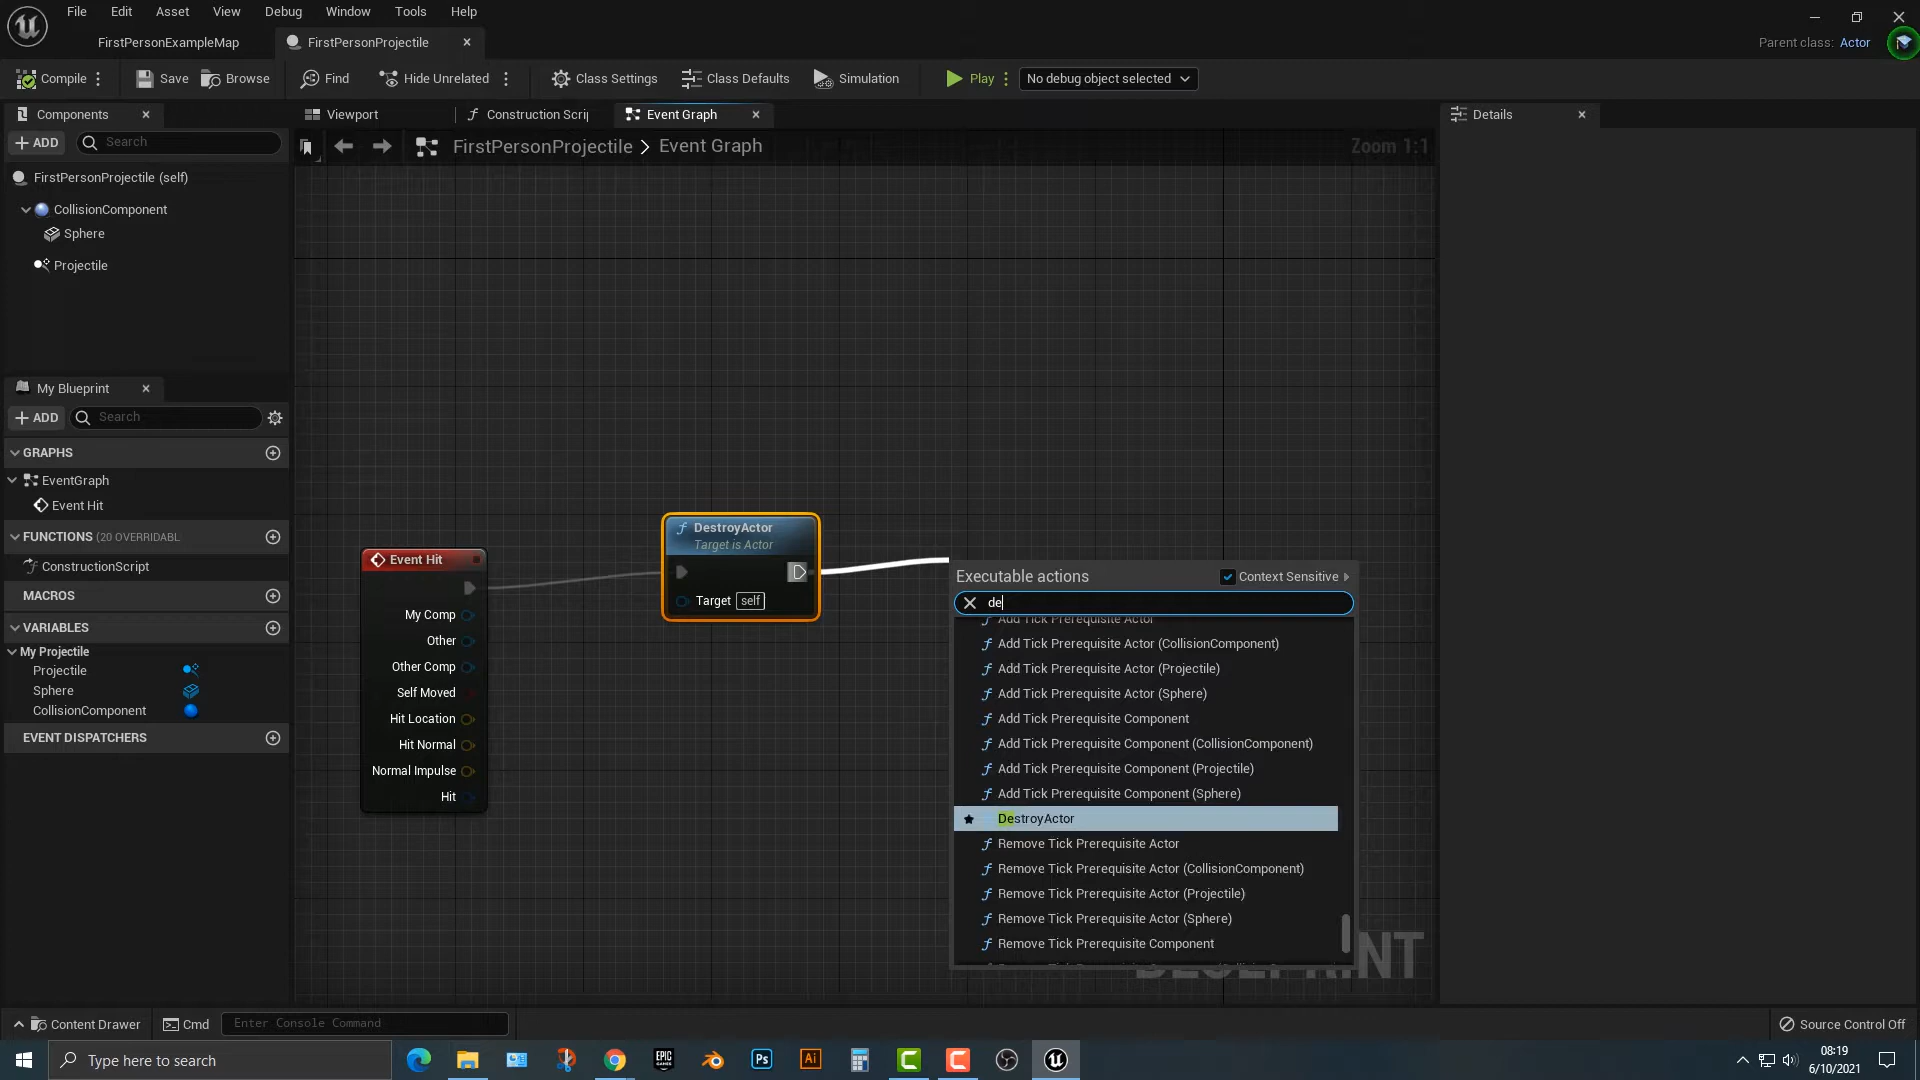 File Edit Asset View Debug Window Tools Help
FirstPersonExampleMap FirstPersonProjectile
Parent class: Actor
Compile Save Browse Find Hide Unrelated Class Settings Class Defaults Simulation Play No debug object selected
Components Viewport Construction Scrip Event Graph Details
ADD Search
FirstPersonProjectile > Event Graph
Zoom 1:1
FirstPersonProjectile (self)
CollisionComponent
Sphere
Projectile
My Blueprint
ADD Search
GRAPHS
EventGraph
Event Hit
FUNCTIONS (20 OVERRIDABL
ConstructionScript
MACROS
VARIABLES
My Projectile
Projectile
Sphere
CollisionComponent
EVENT DISPATCHERS
Event Hit
My Comp
Other
Other Comp
Self Moved
Hit Location
Hit Normal
Normal Impulse
Hit
DestroyActor
Target is Actor
Target self
Executable actions Context Sensitive
de
Add Tick Prerequisite Actor
Add Tick Prerequisite Actor (CollisionComponent)
Add Tick Prerequisite Actor (Projectile)
Add Tick Prerequisite Actor (Sphere)
Add Tick Prerequisite Component
Add Tick Prerequisite Component (CollisionComponent)
Add Tick Prerequisite Component (Projectile)
Add Tick Prerequisite Component (Sphere)
DestroyActor
Remove Tick Prerequisite Actor
Remove Tick Prerequisite Actor (CollisionComponent)
Remove Tick Prerequisite Actor (Projectile)
Remove Tick Prerequisite Actor (Sphere)
Remove Tick Prerequisite Component
Content Drawer Cmd Enter Console Command
Source Control Off
Type here to search
EPIC GAMES
Ps
Ai
08:19
6/10/2021